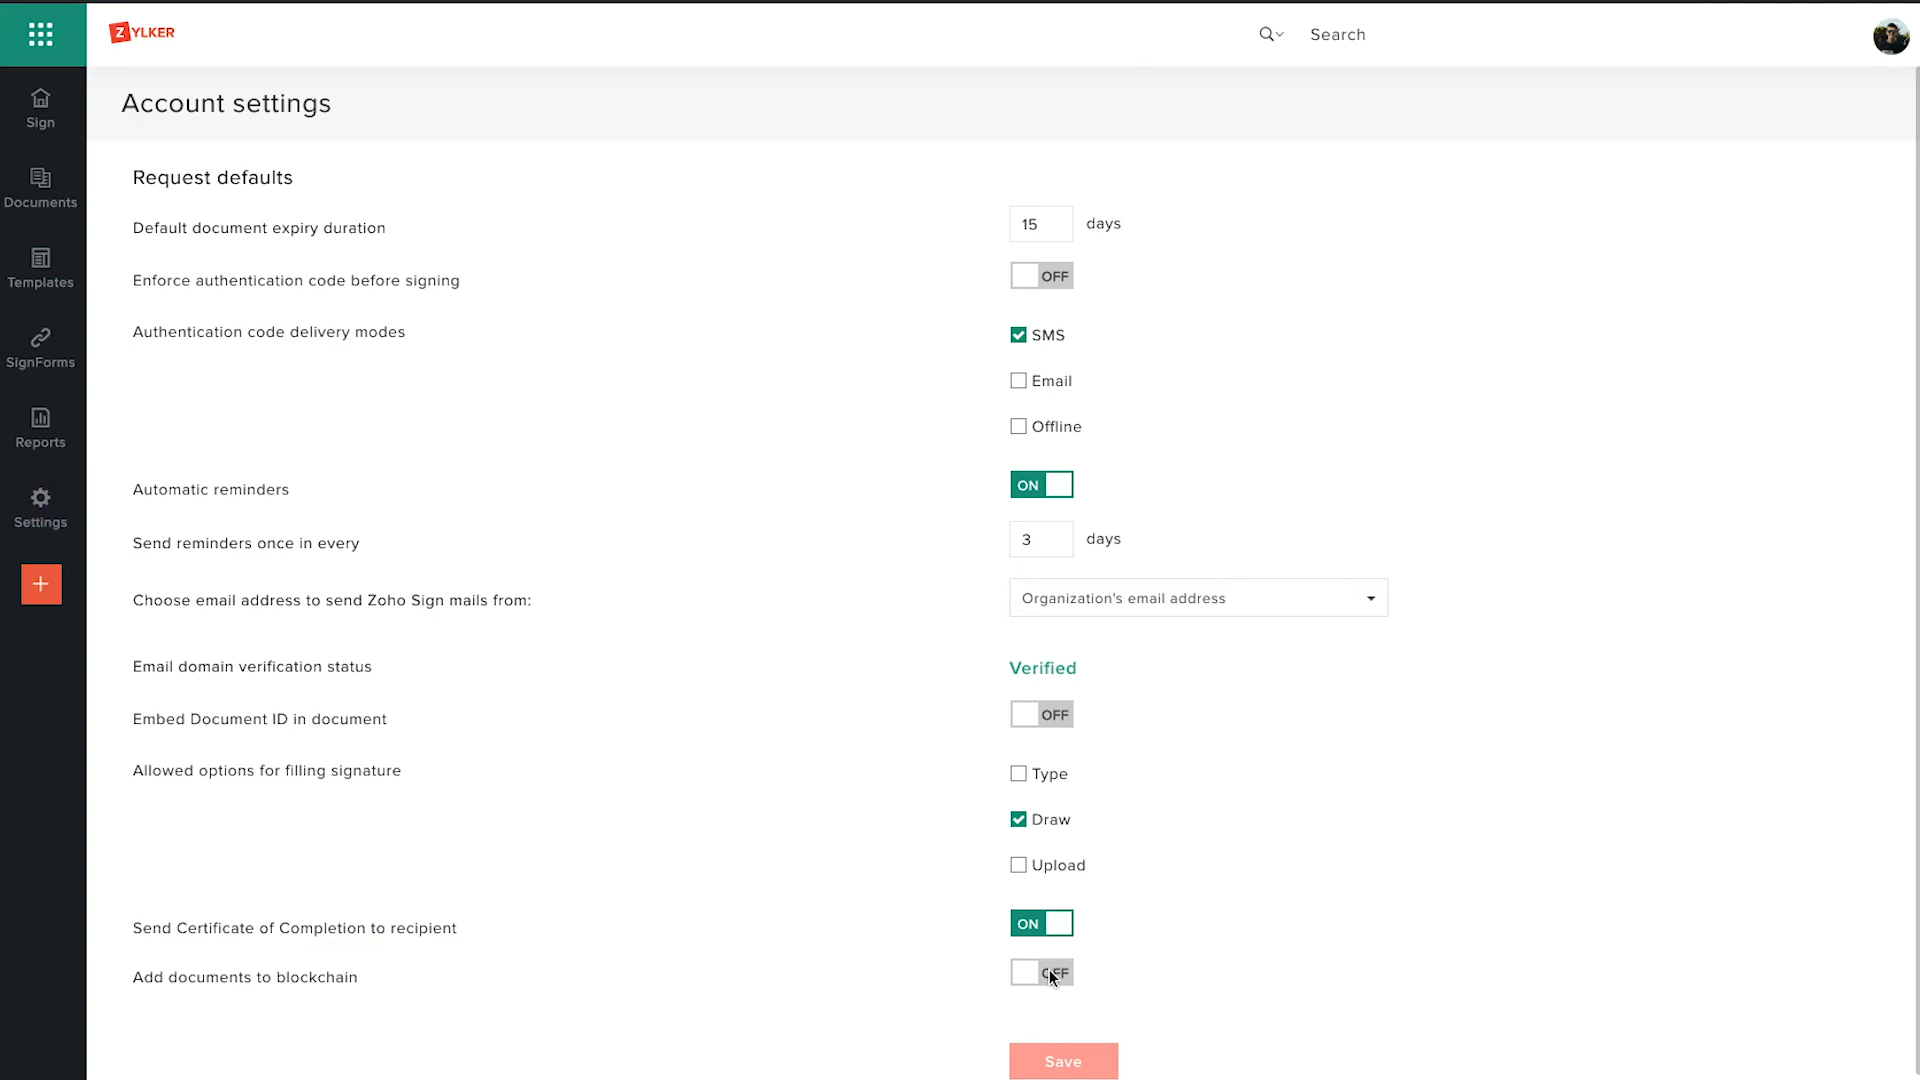 ZYLKER
Search
Account settings
Sign
Documents
Templates
SignForms
Reports
Settings
+
Request defaults
Default document expiry duration
15 days
Enforce authentication code before signing
OFF
Authentication code delivery modes
SMS
Email
Offline
Automatic reminders
ON
Send reminders once in every
3 days
Choose email address to send Zoho Sign mails from:
Organization's email address
Email domain verification status
Verified
Embed Document ID in document
OFF
Allowed options for filling signature
Type
Draw
Upload
Send Certificate of Completion to recipient
ON
Add documents to blockchain
OFF
Save